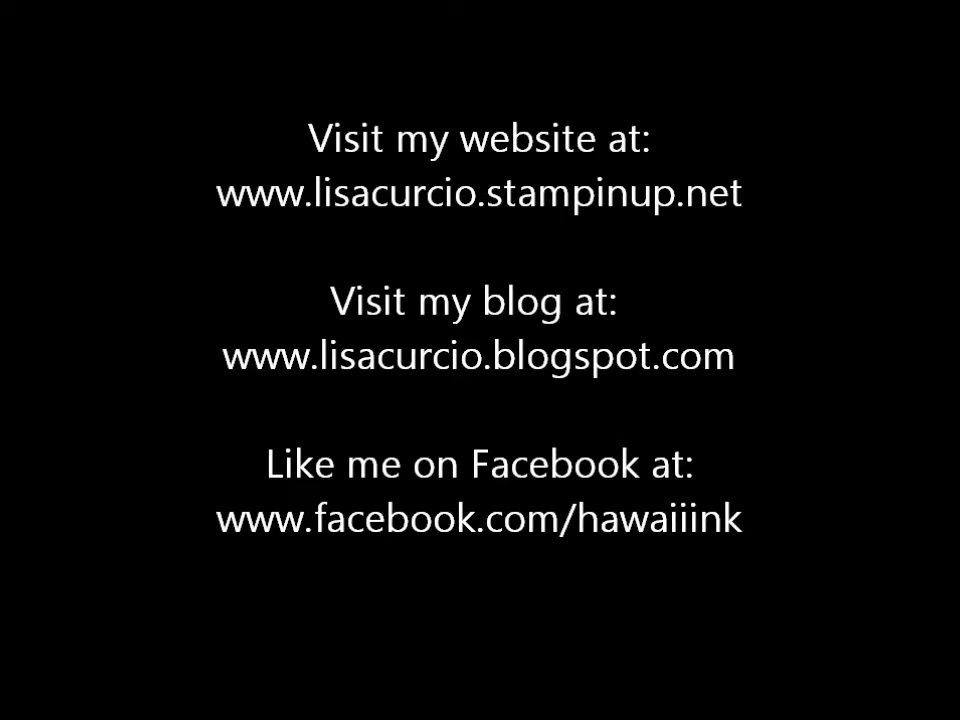 Visit my website at:
www.lisacurcio.stampinup.net
Visit my blog at:
www.lisacurcio.blogspot.com
Like me on Facebook at:
www.facebook.com/hawaiiink